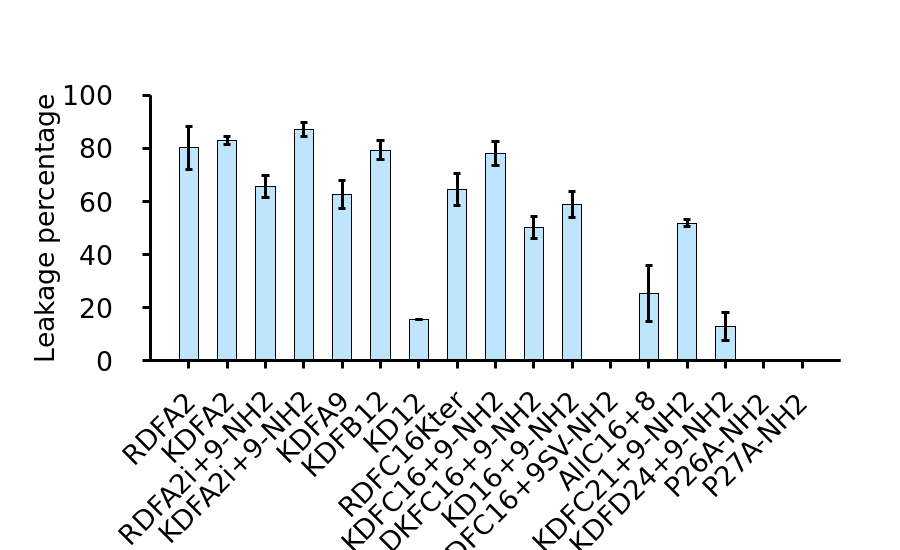 Leakage percentage
100
80
60
40
20
0
RDFA2
KDFA2
RDFA2i+9-NH2
KDFA2i+9-NH2
KDFA9
KDFB12
KD12
RDFC16Kter
KDFC16+9-NH2
DKFC16+9-NH2
KD16+9-NH2
DFC16+9SV-NH2
AllC16+8
KDFC21+9-NH2
KDFD24+9-NH2
P26A-NH2
P27A-NH2